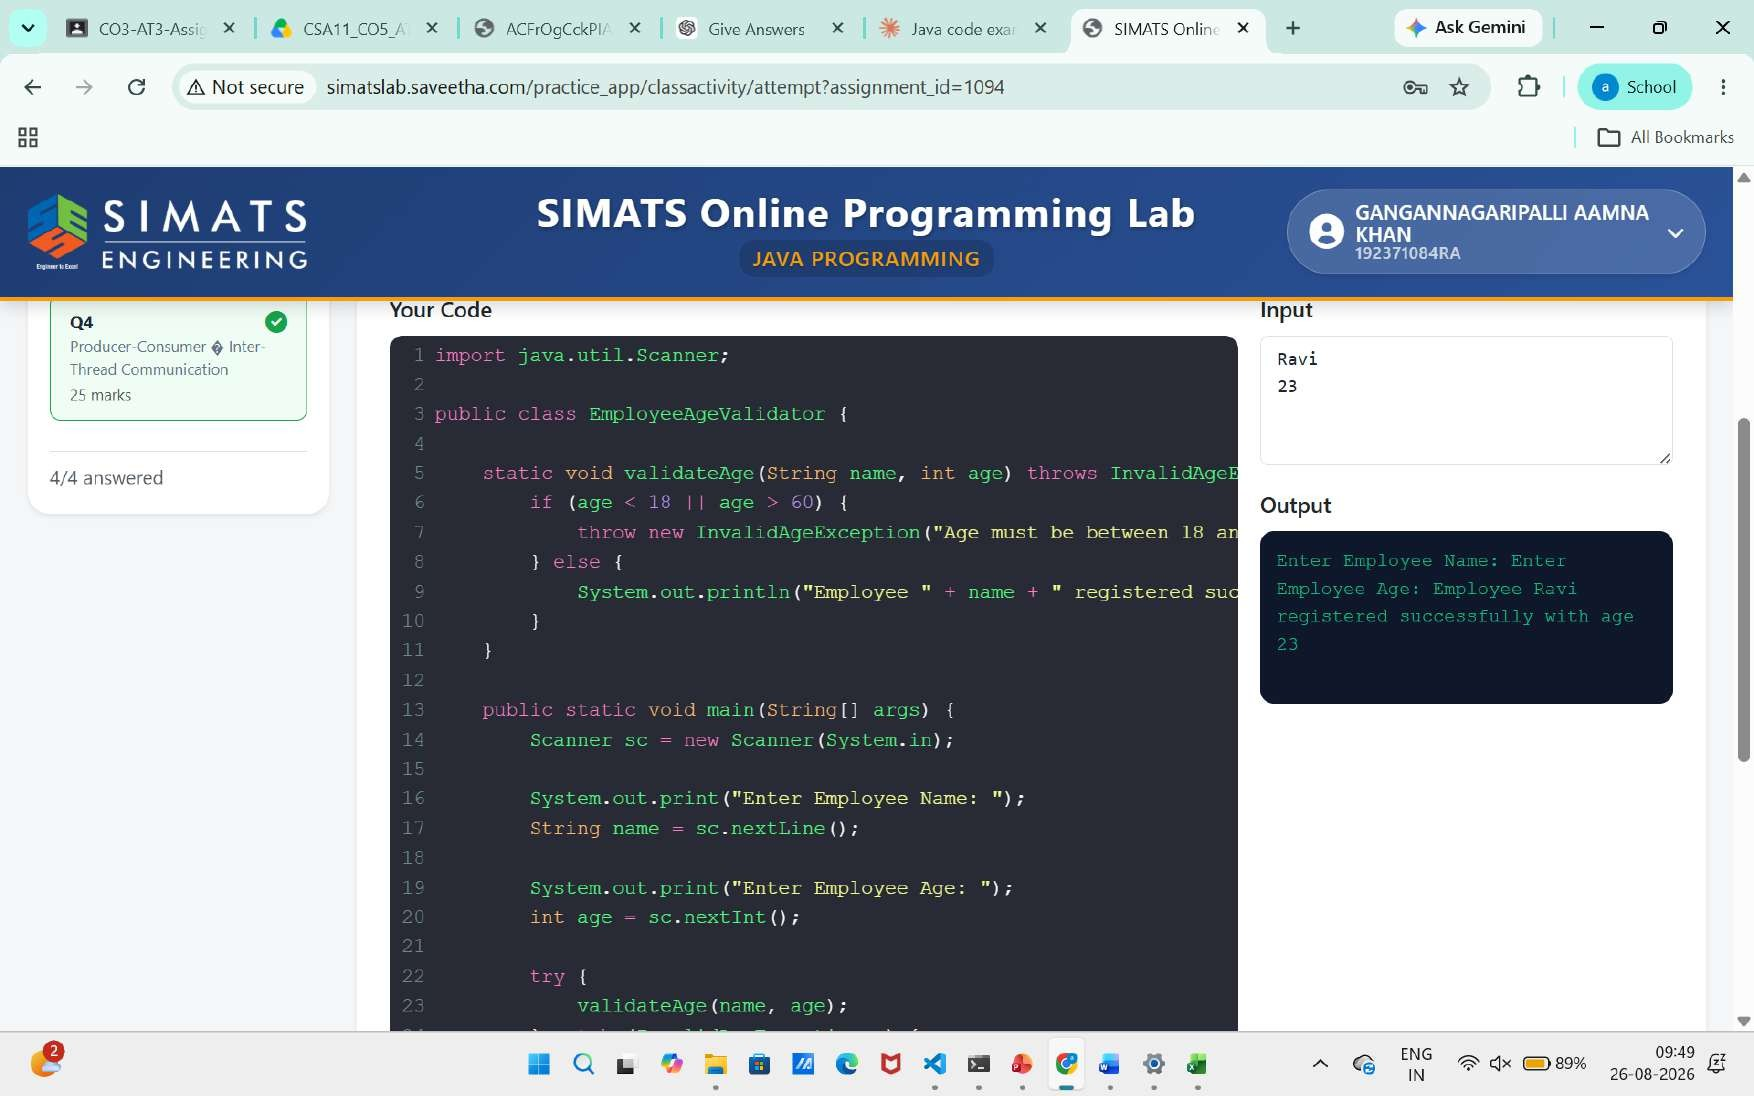 CO3-AT3-Assig
CSA11_CO5_A
ACFrOgCckPIA
Give Answers
Java code exa
SIMATS Online
Ask Gemini
Not secure
simatslab.saveetha.com/practice_app/classactivity/attempt?assignment_id=1094
a
School
All Bookmarks
SIMATS
ENGINEERING
Engineer to Excel
SIMATS Online Programming Lab
JAVA PROGRAMMING
GANGANNAGARIPALLI AAMNA
KHAN
192371084RA
Q4
Producer-Consumer � Inter-
Thread Communication
25 marks
4/4 answered
Your Code
1 import java.util.Scanner;
2
3 public class EmployeeAgeValidator {
4
5 static void validateAge(String name, int age) throws InvalidAgeE
6 if (age < 18 || age > 60) {
7 throw new InvalidAgeException("Age must be between 18 an
8 } else {
9 System.out.println("Employee " + name + " registered suc
10 }
11 }
12
13 public static void main(String[] args) {
14 Scanner sc = new Scanner(System.in);
15
16 System.out.print("Enter Employee Name: ");
17 String name = sc.nextLine();
18
19 System.out.print("Enter Employee Age: ");
20 int age = sc.nextInt();
21
22 try {
23 validateAge(name, age);
Input
Ravi
23
Output
Enter Employee Name: Enter
Employee Age: Employee Ravi
registered successfully with age
23
2
ENG
IN
89%
09:49
26-08-2026